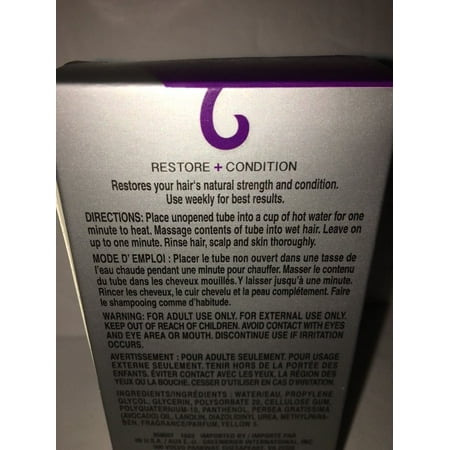 RESTORE + CONDITION
Restores your hair's natural strength and condition.
Use weekly for best results.
DIRECTIONS: Place unopened tube into a cup of hot water for one
minute to heat. Massage contents of tube into wet hair. Leave on
up to one minute. Rinse hair, scalp and skin thoroughly.
MODE D' EMPLOI : Placer le tube non ouvert dans une tasse de
l'eau chaude pendant une minute pour chauffer. Masser le contenu
du tube dans les cheveux mouillés. Y laisser jusqu'à une minute.
Rincer les cheveux, le cuir chevelu et la peau complétement. Faire
le shampooing comme d'habitude.
WARNING: FOR ADULT USE ONLY. FOR EXTERNAL USE ONLY.
KEEP OUT OF REACH OF CHILDREN. AVOID CONTACT WITH EYES
AND EYE AREA OR MOUTH. DISCONTINUE USE IF IRRITATION
OCCURS.
AVERTISSEMENT : POUR ADULTE SEULEMENT. POUR USAGE
EXTERNE SEULEMENT. TENIR HORS DE LA PORTÉE DES
ENFANTS. ÉVITER CONTACT AVEC LES YEUX, LA RÉGION DES
YEUX OU LA BOUCHE. CESSER D'UTILISER EN CAS D'IRRITATION.
INGREDIENTS/INGRÉDIENTS : WATER/EAU, PROPYLENE
GLYCOL, GLYCERIN, POLYSORBATE 20, CELLULOSE GUM,
POLYQUATERNIUM-10, PANTHENOL, PERSEA GRATISSIMA
(AVOCADO) OIL, LANOLIN, DIAZOLIDINYL UREA, METHYLPARA-
BEN, FRAGRANCE/PARFUM, YELLOW 5.
IMPORTED BY / IMPORTÉ PAR
IN U.S.A./ AUX É.U. INTERNATIONAL, INC